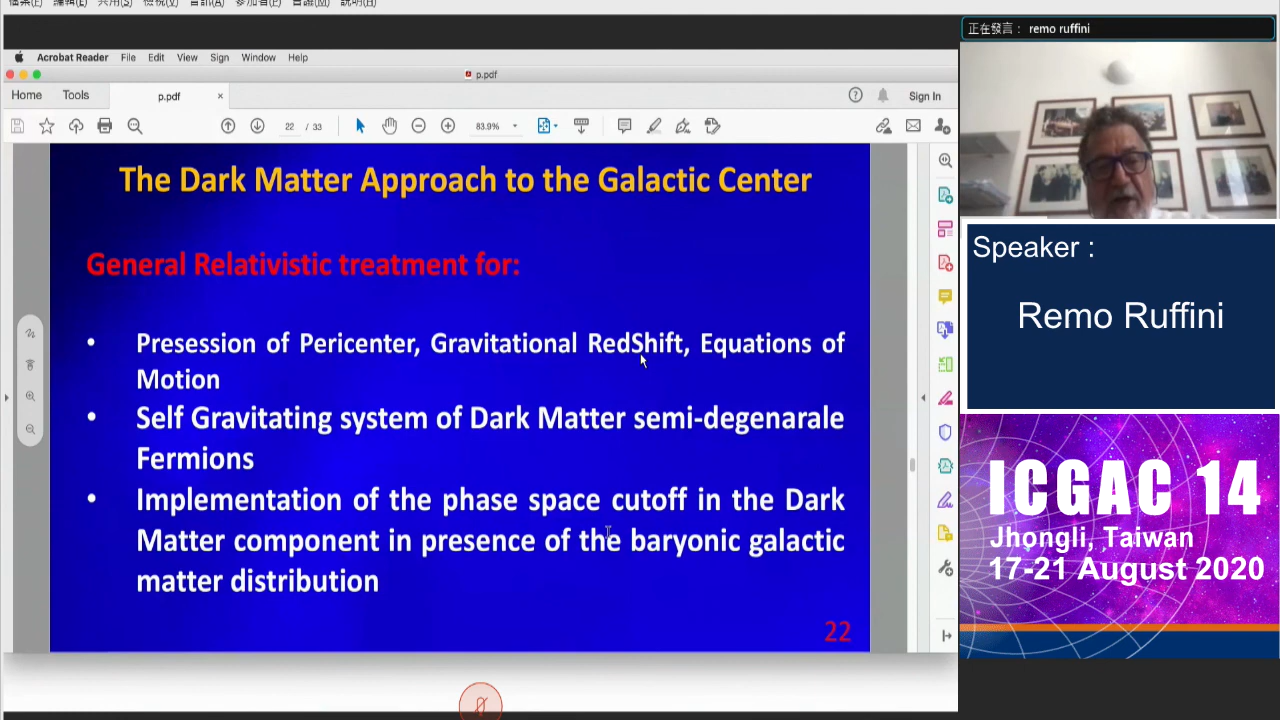 檔案(F) 編輯(E) 共用(S) 檢視(V) 音訊(A) 參加者(P) 會議(M) 說明(H)
正在發言： remo ruffini
Acrobat Reader File Edit View Sign Window Help
p.pdf
Home Tools p.pdf × Sign In
22 / 33 83.9%
The Dark Matter Approach to the Galactic Center
General Relativistic treatment for:
• Presession of Pericenter, Gravitational RedShift, Equations of
Motion
• Self Gravitating system of Dark Matter semi-degenarale
Fermions
• Implementation of the phase space cutoff in the Dark
Matter component in presence of the baryonic galactic
matter distribution
22
Speaker :
Remo Ruffini
ICGAC 14
Jhongli, Taiwan
17-21 August 2020